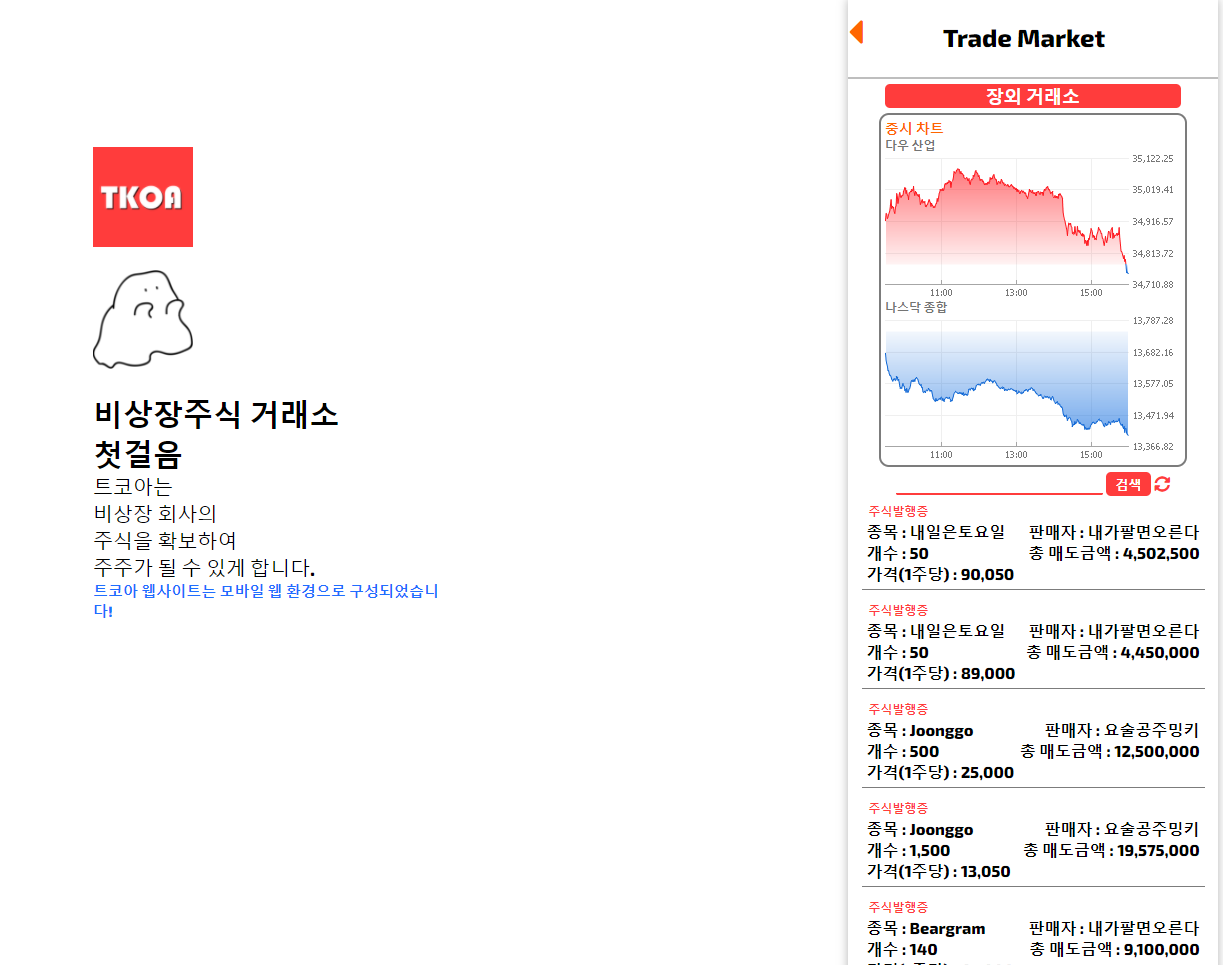 TKOA
비상장주식 거래소
첫걸음
트코아는
비상장 회사의
주식을 확보하여
주주가 될 수 있게 합니다.
트코아 웹사이트는 모바일 웹 환경으로 구성되었습니
다!
Trade Market
장외 거래소
중시 차트
다우 산업
35,122.25
35,019.41
34,916.57
34,813.72
34,710.88
11:00 13:00 15:00
나스닥 종합
13,787.28
13,682.16
13,577.05
13,471.94
13,366.82
11:00 13:00 15:00
검색
주식발행증
종목 : 내일은토요일 판매자 : 내가팔면오른다
개수 : 50 총 매도금액 : 4,502,500
가격(1주당) : 90,050
주식발행증
종목 : 내일은토요일 판매자 : 내가팔면오른다
개수 : 50 총 매도금액 : 4,450,000
가격(1주당) : 89,000
주식발행증
종목 : Joonggo 판매자 : 요술공주밍키
개수 : 500 총 매도금액 : 12,500,000
가격(1주당) : 25,000
주식발행증
종목 : Joonggo 판매자 : 요술공주밍키
개수 : 1,500 총 매도금액 : 19,575,000
가격(1주당) : 13,050
주식발행증
종목 : Beargram 판매자 : 내가팔면오른다
개수 : 140 총 매도금액 : 9,100,000